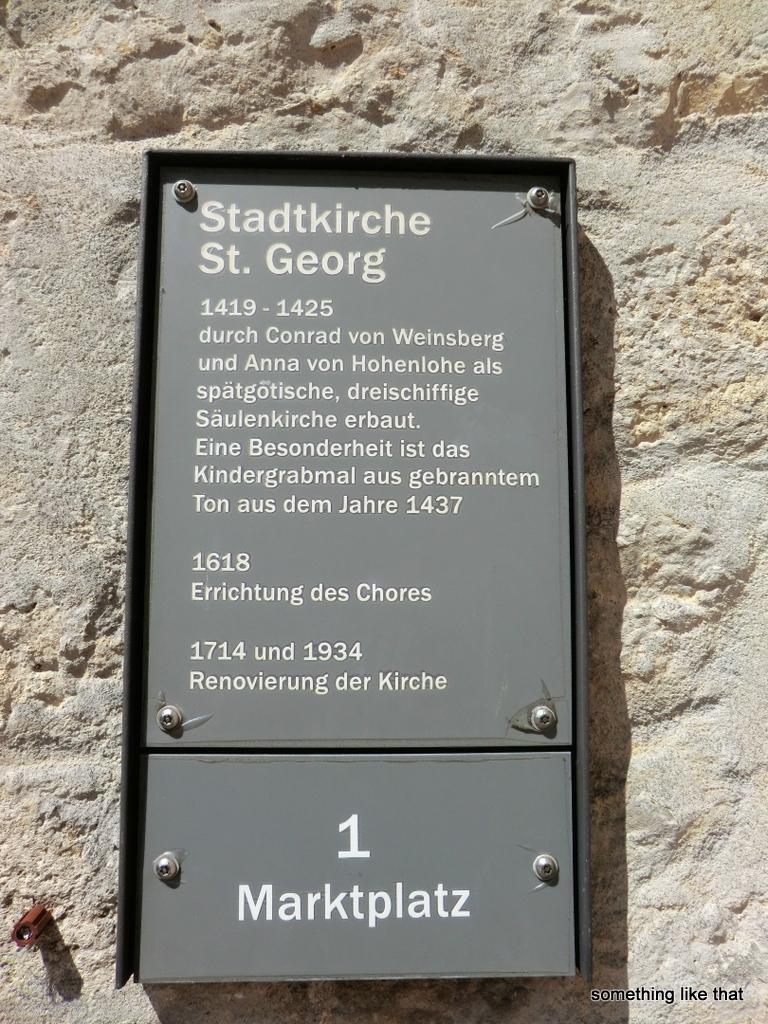 Stadtkirche
St. Georg
1419 - 1425
durch Conrad von Weinsberg
und Anna von Hohenlohe als
spätgotische, dreischiffige
Säulenkirche erbaut.
Eine Besonderheit ist das
Kindergrabmal aus gebranntem
Ton aus dem Jahre 1437
1618
Errichtung des Chores
1714 und 1934
Renovierung der Kirche
1
Marktplatz
something like that